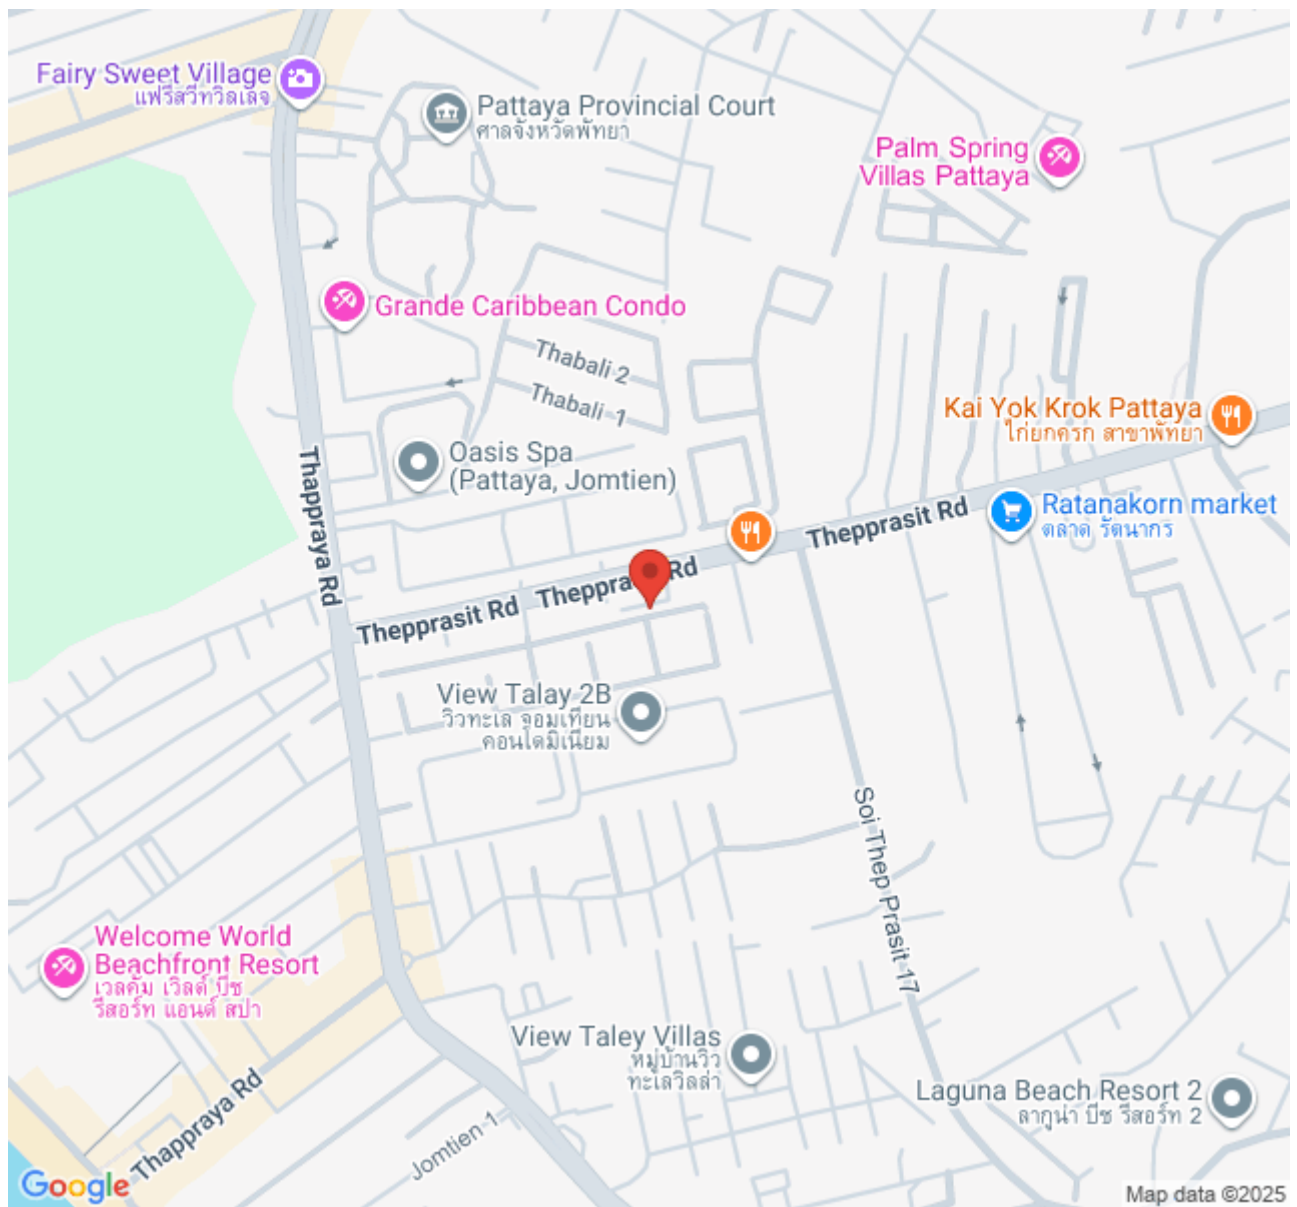 Fairy Sweet Village
แฟรีสวีทวิลเลจ
Pattaya Provincial Court
ศาลจังหวัดพัทยา
Palm Spring
Villas Pattaya
Grande Caribbean Condo
Thabali 2
Thabali 1
Kai Yok Krok Pattaya
ไก่ยกครก สาขาพัทยา
Oasis Spa
(Pattaya, Jomtien)
Thappraya Rd
Ratanakorn market
ตลาด รัตนากร
Thepprasit Rd
Thepprasit Rd
Theppra
Rd
View Talay 2B
วิวทะเล จอมเทียน
คอนโดมิเนียม
Soi Thep Prasit 17
Welcome World
Beachfront Resort
เวลคัม เวิลด์ บีช
รีสอร์ท แอนด์ สปา
View Taley Villas
หมู่บ้านวิว
ทะเลวิลล่า
Laguna Beach Resort 2
ลากูน่า บีช รีสอร์ท 2
Thappraya Rd
Jomtien 1
Google
Map data ©2025